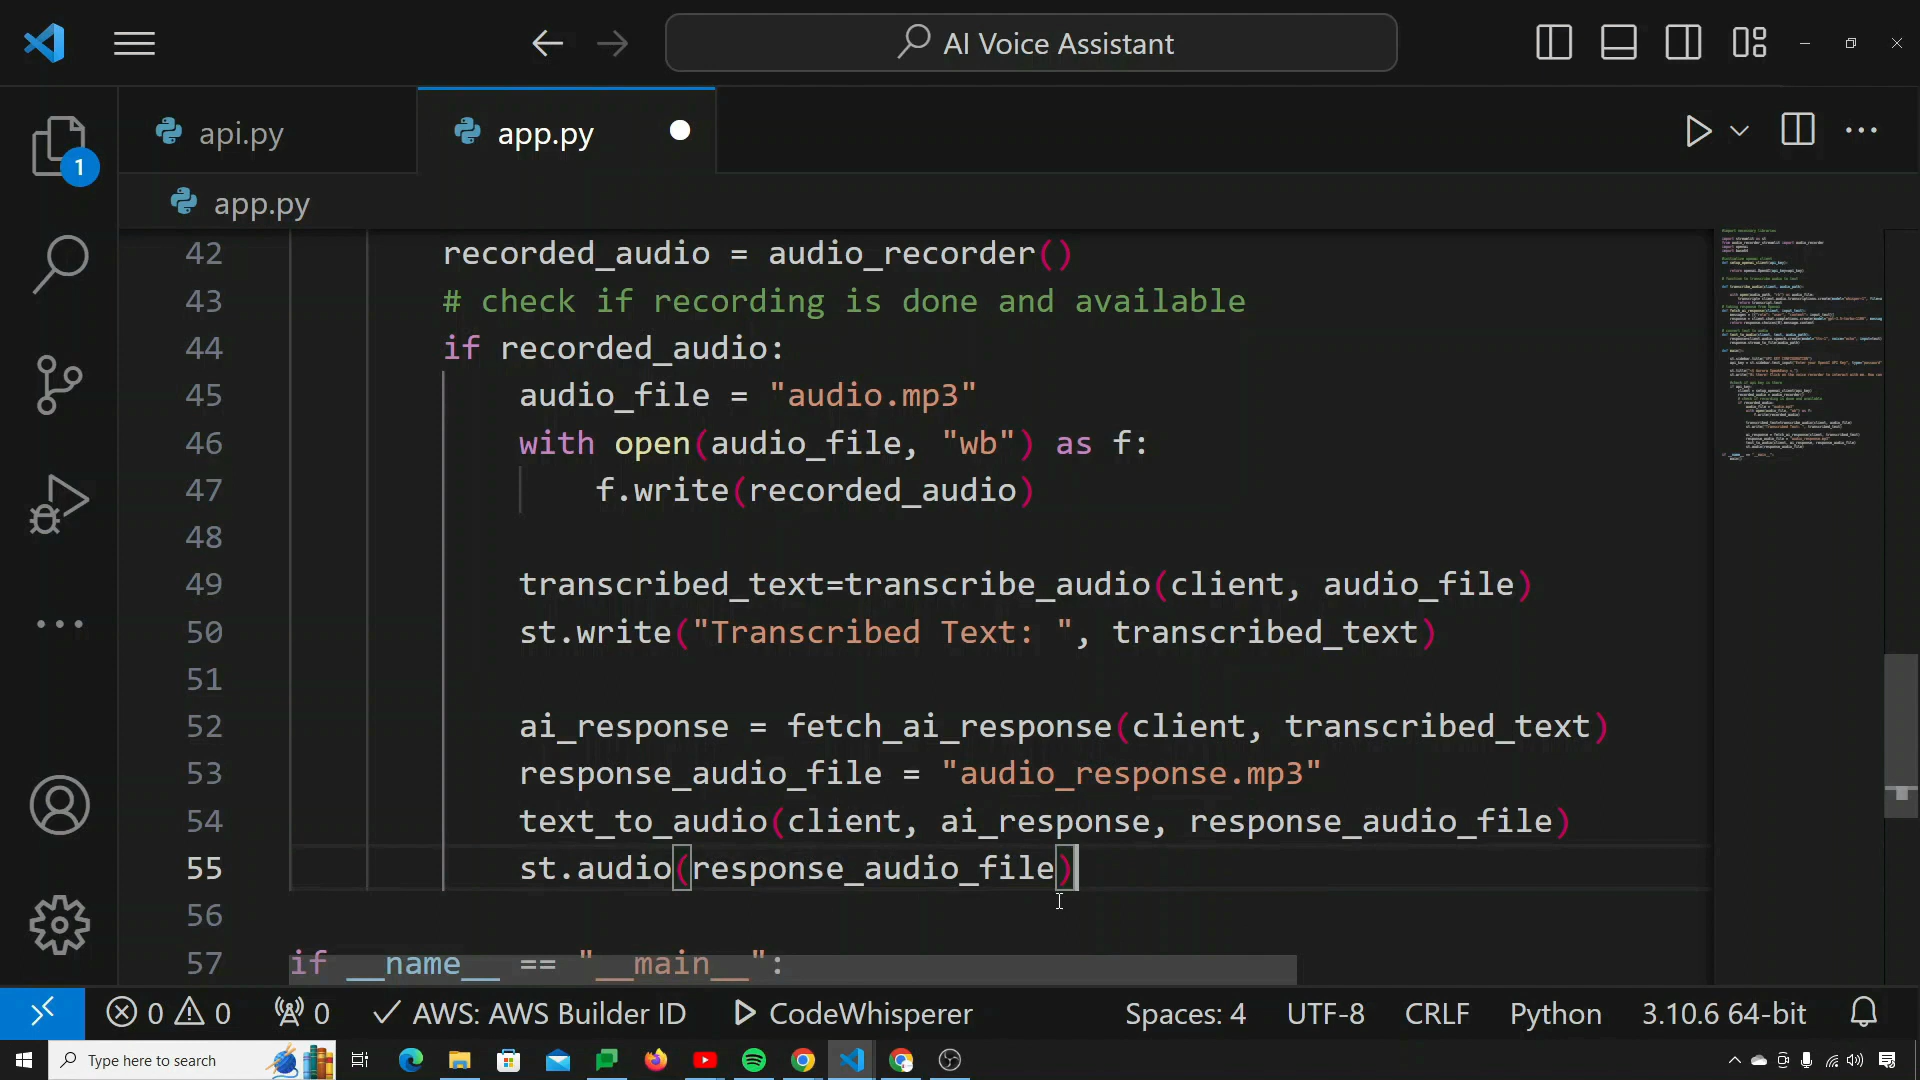 AI Voice Assistant
api.py
app.py
1
app.py
42 recorded_audio = audio_recorder()
43 # check if recording is done and available
44 if recorded_audio:
45 audio_file = "audio.mp3"
46 with open(audio_file, "wb") as f:
47 f.write(recorded_audio)
48
49 transcribed_text=transcribe_audio(client, audio_file)
50 st.write("Transcribed Text: ", transcribed_text)
51
52 ai_response = fetch_ai_response(client, transcribed_text)
53 response_audio_file = "audio_response.mp3"
54 text_to_audio(client, ai_response, response_audio_file)
55 st.audio(response_audio_file)
56
57 if __name__ == "__main__":
0 0 0 AWS: AWS Builder ID CodeWhisperer Spaces: 4 UTF-8 CRLF Python 3.10.6 64-bit
Type here to search